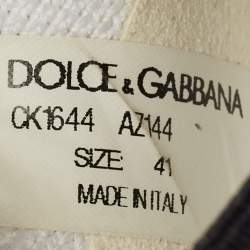 DOLCE & GABBANA
CK1644 AZ144
SIZE: 41
MADE IN ITALY